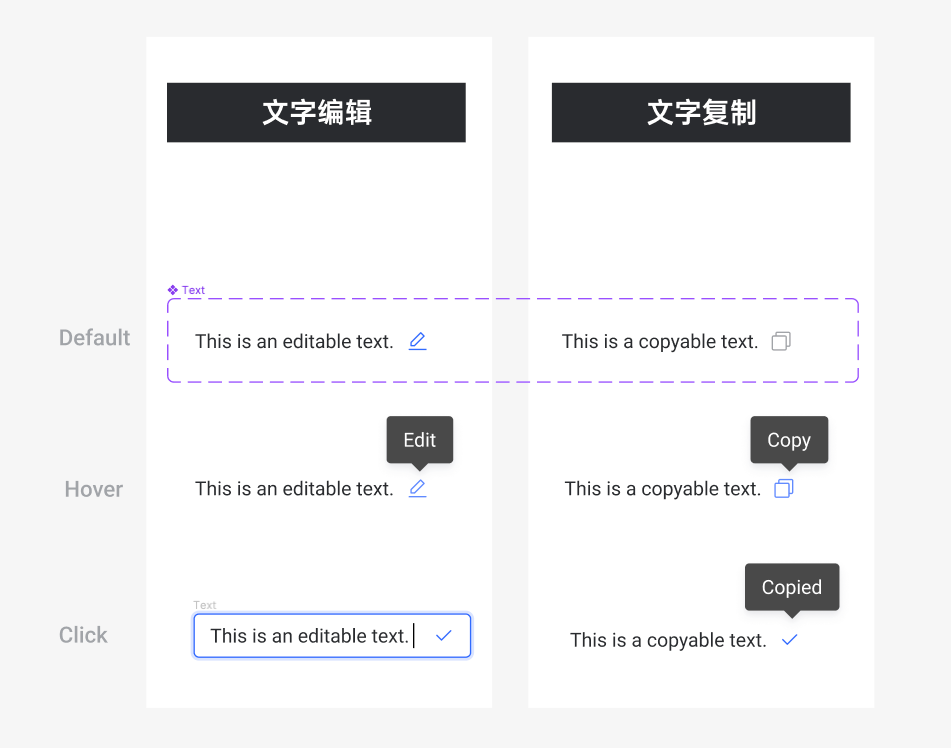 文字编辑
文字复制
Text
Default
This is an editable text.
This is a copyable text.
Edit
Copy
Hover
This is an editable text.
This is a copyable text.
Copied
Text
Click
This is an editable text.
This is a copyable text.